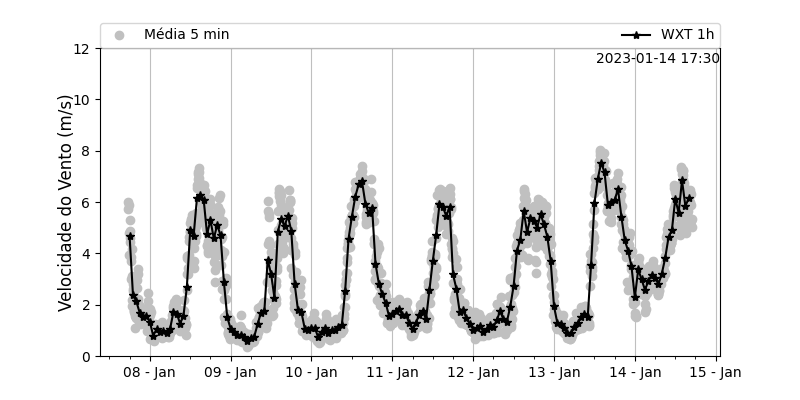 Média 5 min
WXT 1h
2023-01-14 17:30
Velocidade do Vento (m/s)
12
10
8
6
4
2
0
08 - Jan
09 - Jan
10 - Jan
11 - Jan
12 - Jan
13 - Jan
14 - Jan
15 - Jan